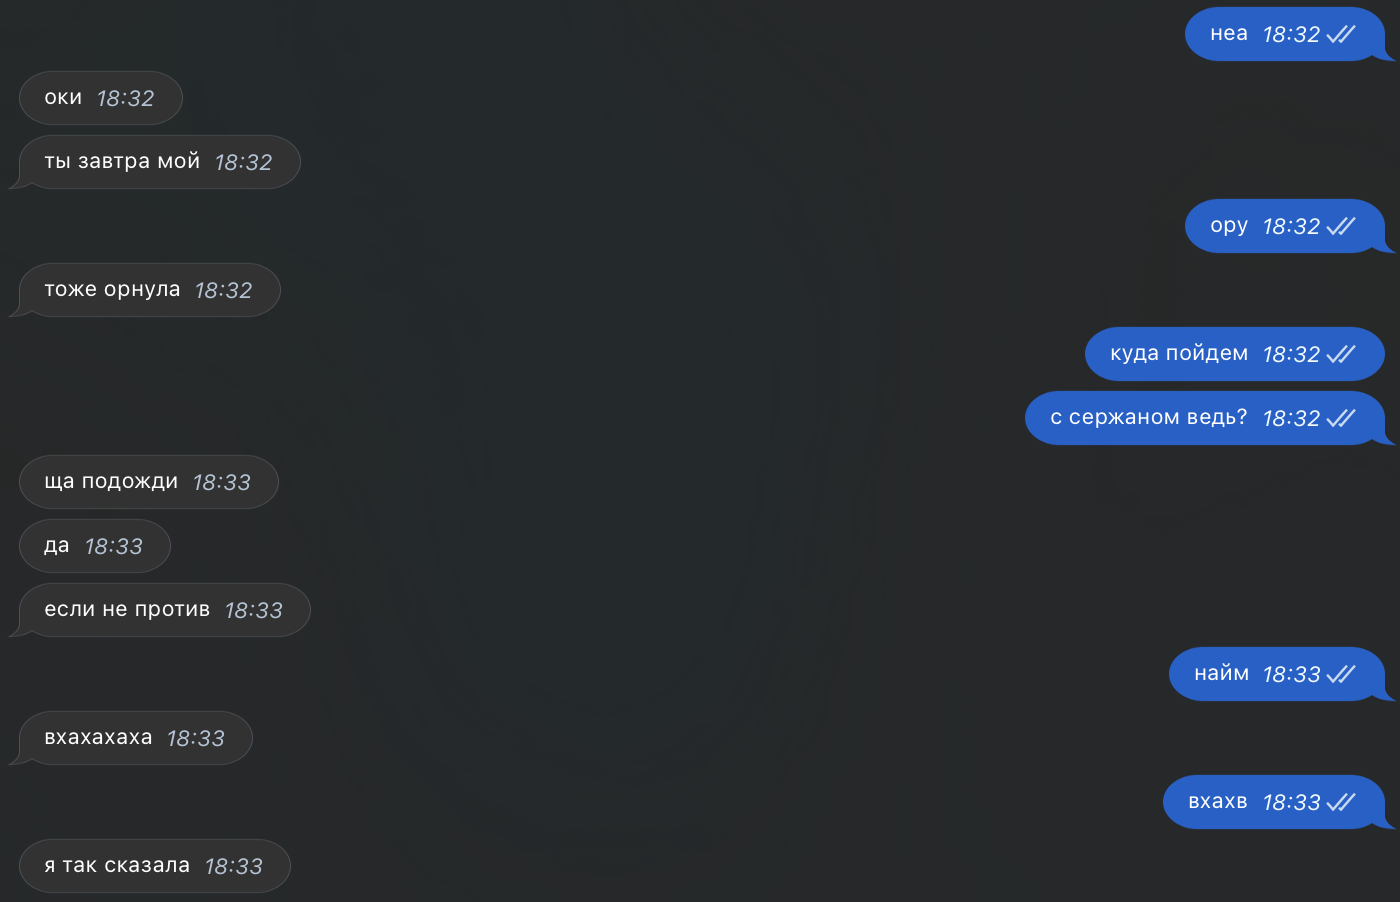 неа 18:32
оки 18:32
ты завтра мой 18:32
ору 18:32
тоже орнула 18:32
куда пойдем 18:32
с сержаном ведь? 18:32
ща подожди 18:33
да 18:33
если не против 18:33
найм 18:33
вхахахаха 18:33
вхахв 18:33
я так сказала 18:33